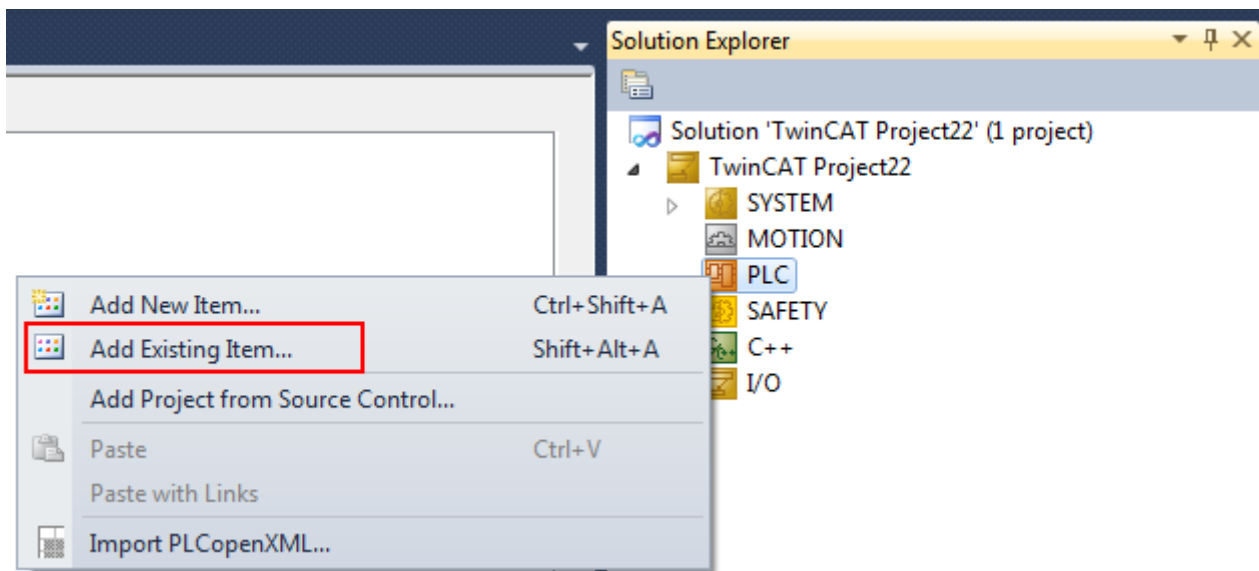 Solution Explorer
Solution 'TwinCAT Project22' (1 project)
TwinCAT Project22
SYSTEM
MOTION
PLC
SAFETY
C++
I/O
Add New Item... Ctrl+Shift+A
Add Existing Item... Shift+Alt+A
Add Project from Source Control...
Paste Ctrl+V
Paste with Links
Import PLCopenXML...